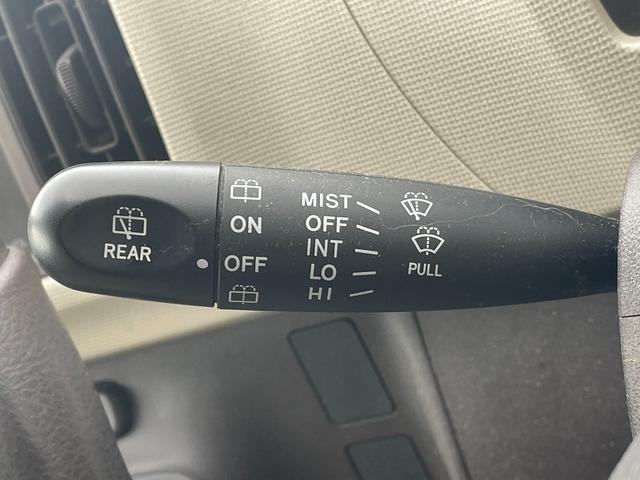 REAR
ON
OFF
MIST
OFF
INT
LO
HI
PULL